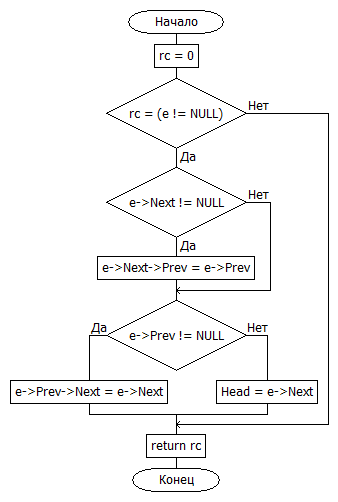 Начало
rc = 0
rc = (e != NULL)
Нет
Да
e->Next != NULL
Нет
Да
e->Next->Prev = e->Prev
Да
e->Prev != NULL
Нет
e->Prev->Next = e->Next
Head = e->Next
return rc
Конец